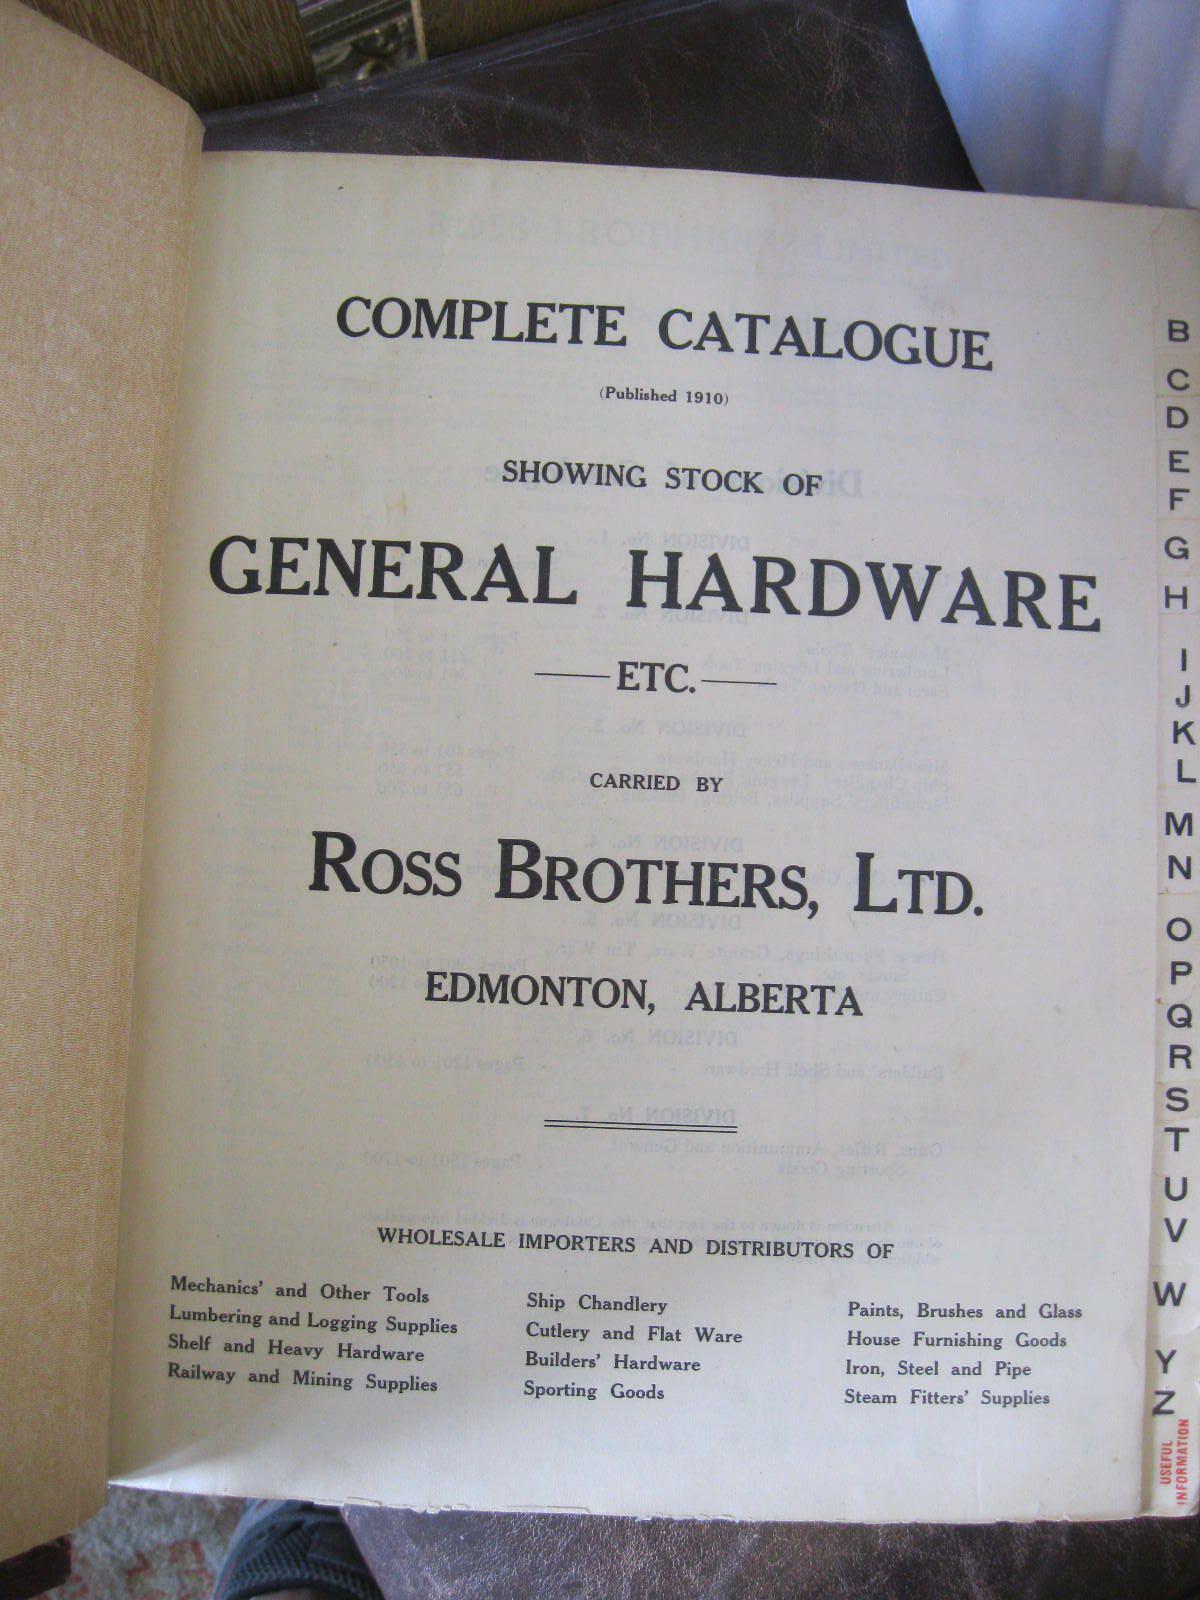 COMPLETE CATALOGUE
(Published 1910)
SHOWING STOCK OF
GENERAL HARDWARE
ETC.
CARRIED BY
ROSS BROTHERS, LTD.
EDMONTON, ALBERTA
WHOLESALE IMPORTERS AND DISTRIBUTORS OF
Mechanics' and Other Tools
Lumbering and Logging Supplies
Shelf and Heavy Hardware
Railway and Mining Supplies
Ship Chandlery
Cutlery and Flat Ware
Builders' Hardware
Sporting Goods
Paints, Brushes and Glass
House Furnishing Goods
Iron, Steel and Pipe
Steam Fitters' Supplies
B
C
D
E
F
G
H
I
J
K
L
M
N
O
P
Q
R
S
T
U
V
W
Y
Z
USEFUL
INFORMATION